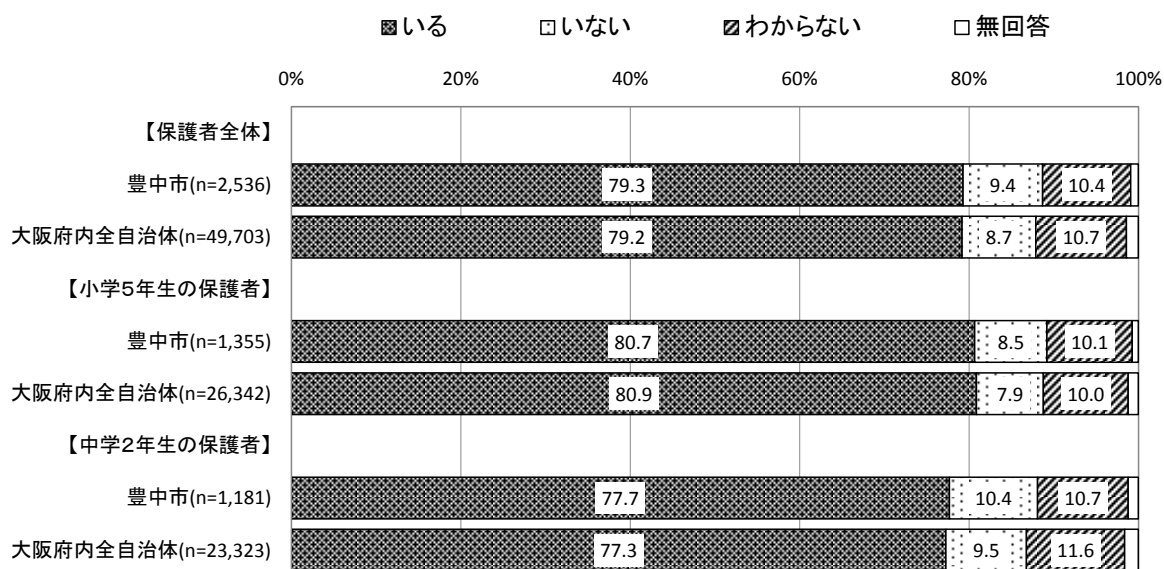 いる いない わからない 無回答
0% 20% 40% 60% 80% 100%
【保護者全体】
豊中市(n=2,536) 79.3 9.4 10.4
大阪府内全自治体(n=49,703) 79.2 8.7 10.7
【小学5年生の保護者】
豊中市(n=1,355) 80.7 8.5 10.1
大阪府内全自治体(n=26,342) 80.9 7.9 10.0
【中学2年生の保護者】
豊中市(n=1,181) 77.7 10.4 10.7
大阪府内全自治体(n=23,323) 77.3 9.5 11.6